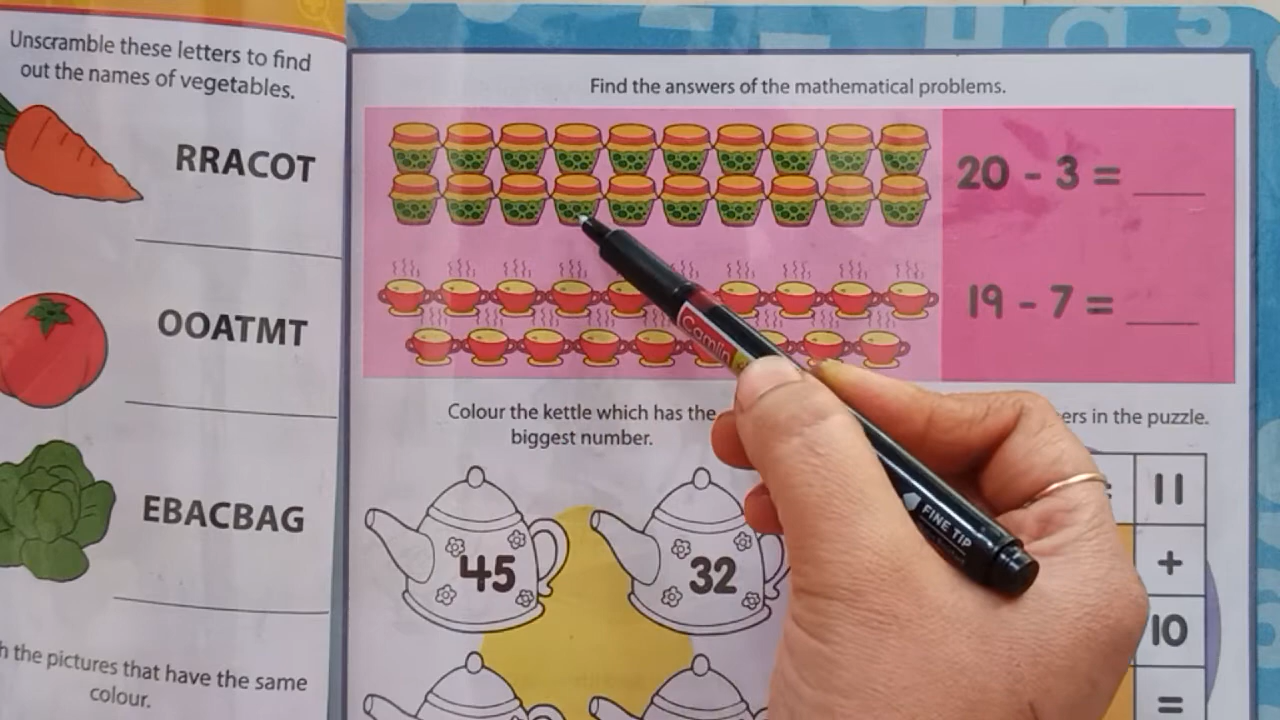 Unscramble these letters to find
out the names of vegetables.
RRACOT
OOATMT
EBACBAG
the pictures that have the same
colour.
Find the answers of the mathematical problems.
20 - 3 = ____
19 - 7 = ____
Colour the kettle which has the
biggest number.
45
32
in the puzzle.
11
+
10
=
Camlin
FINE TIP